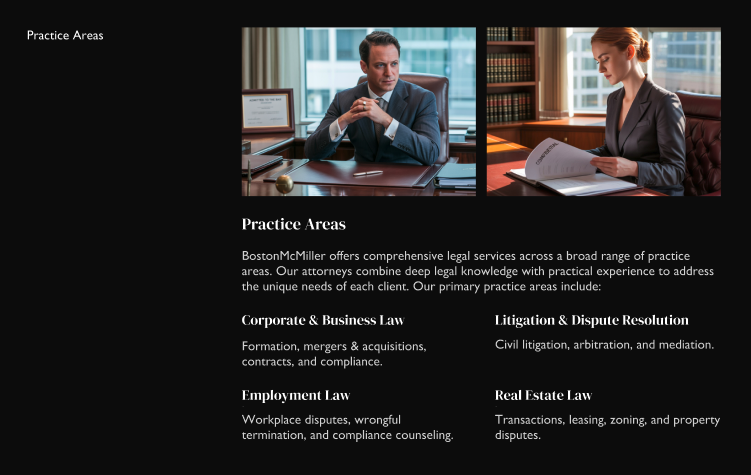 Practice Areas
Practice Areas
BostonMcMiller offers comprehensive legal services across a broad range of practice
areas. Our attorneys combine deep legal knowledge with practical experience to address
the unique needs of each client. Our primary practice areas include:
Corporate & Business Law
Formation, mergers & acquisitions,
contracts, and compliance.
Litigation & Dispute Resolution
Civil litigation, arbitration, and mediation.
Employment Law
Workplace disputes, wrongful
termination, and compliance counseling.
Real Estate Law
Transactions, leasing, zoning, and property
disputes.